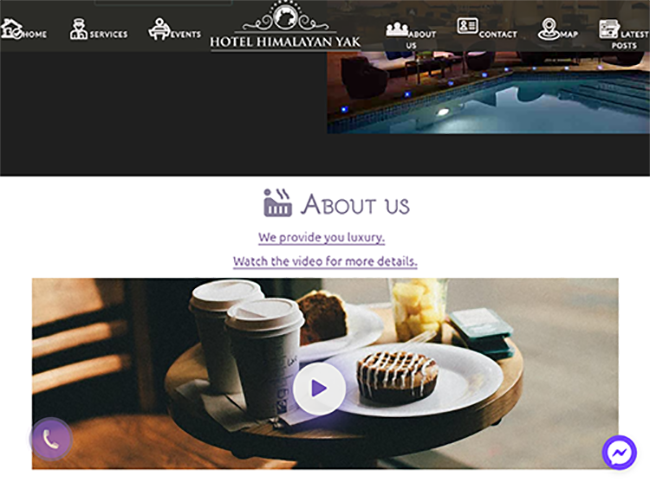 HOME
SERVICES
EVENTS
HOTEL HIMALAYAN YAK
ABOUT
US
CONTACT
MAP
LATEST
POSTS
About us
We provide you luxury.
Watch the video for more details.